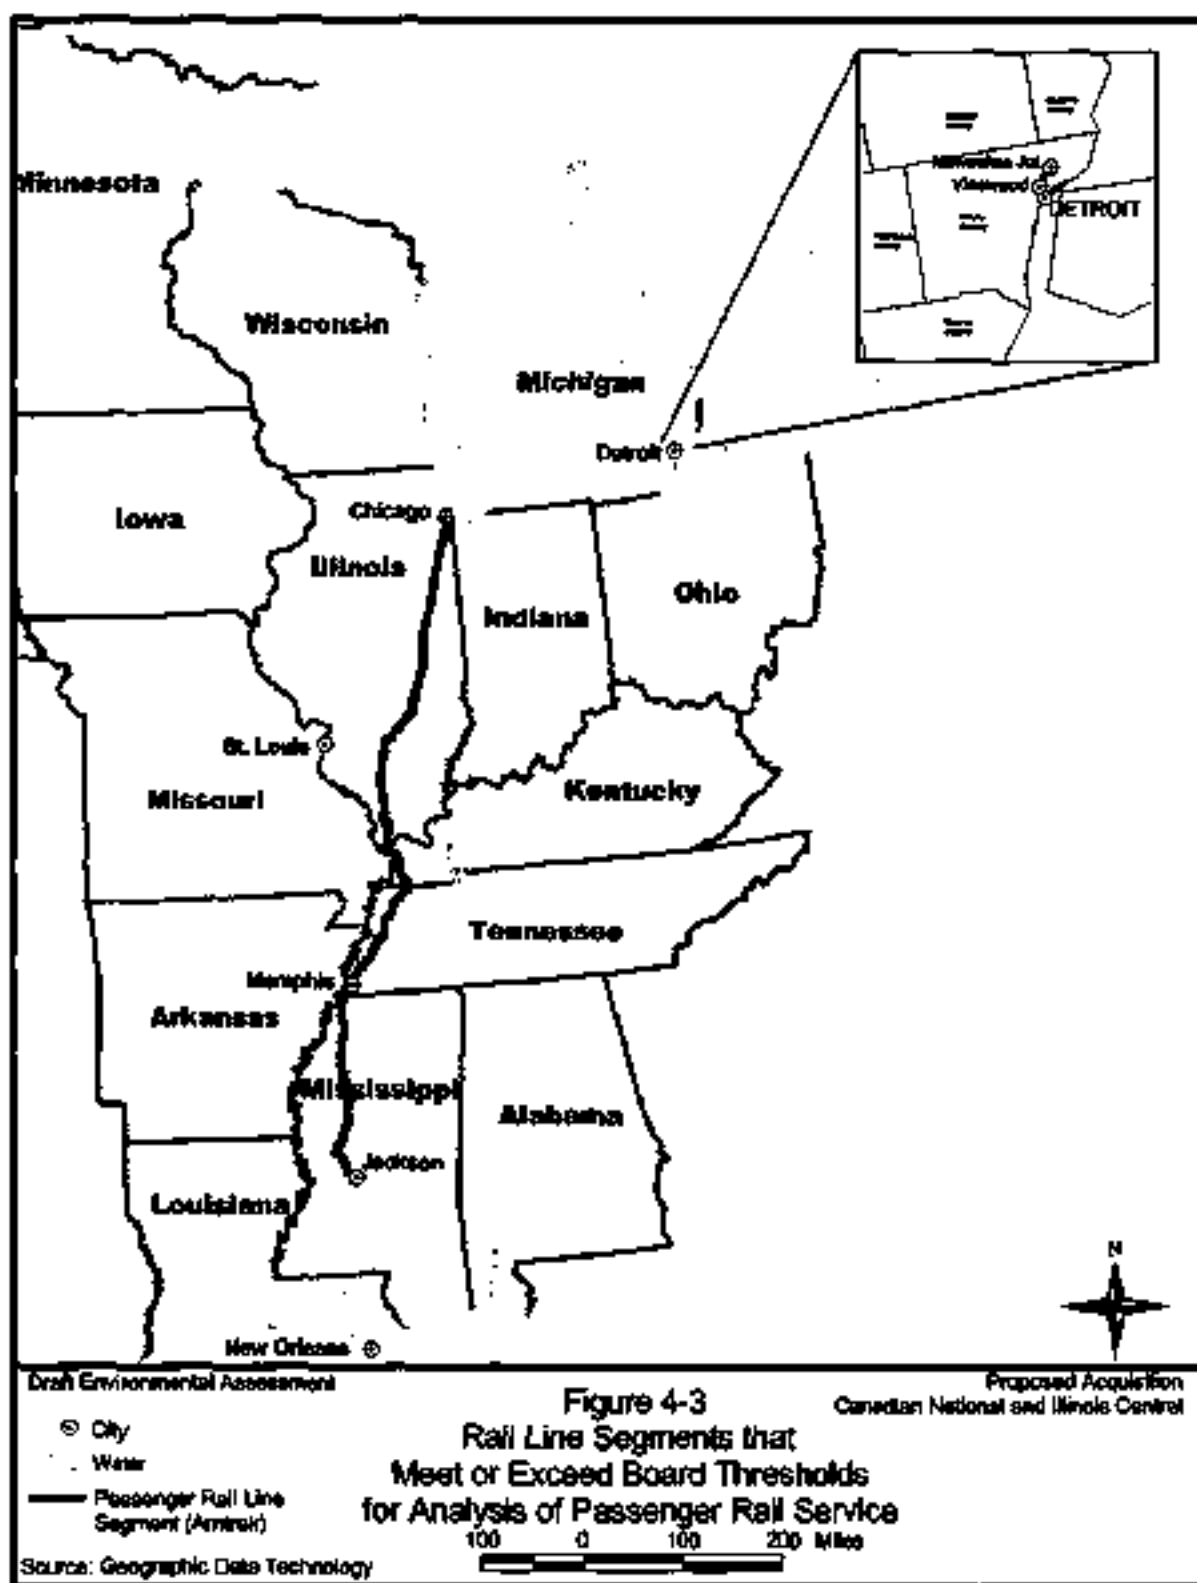 Minnesota
Wisconsin
Michigan
Vinewood
DETROIT
Detroit
Iowa
Chicago
Illinois
Indiana
Ohio
St. Louis
Missouri
Kentucky
Tennessee
Memphis
Arkansas
Mississippi
Alabama
Jackson
Louisiana
New Orleans
N
Draft Environmental Assessment
City
Water
Passenger Rail Line
Segment (Amtrak)
Source: Geographic Data Technology
Figure 4-3
Rail Line Segments that
Meet or Exceed Board Thresholds
for Analysis of Passenger Rail Service
100 0 100 200 Miles
Proposed Acquisition
Canadian National and Illinois Central